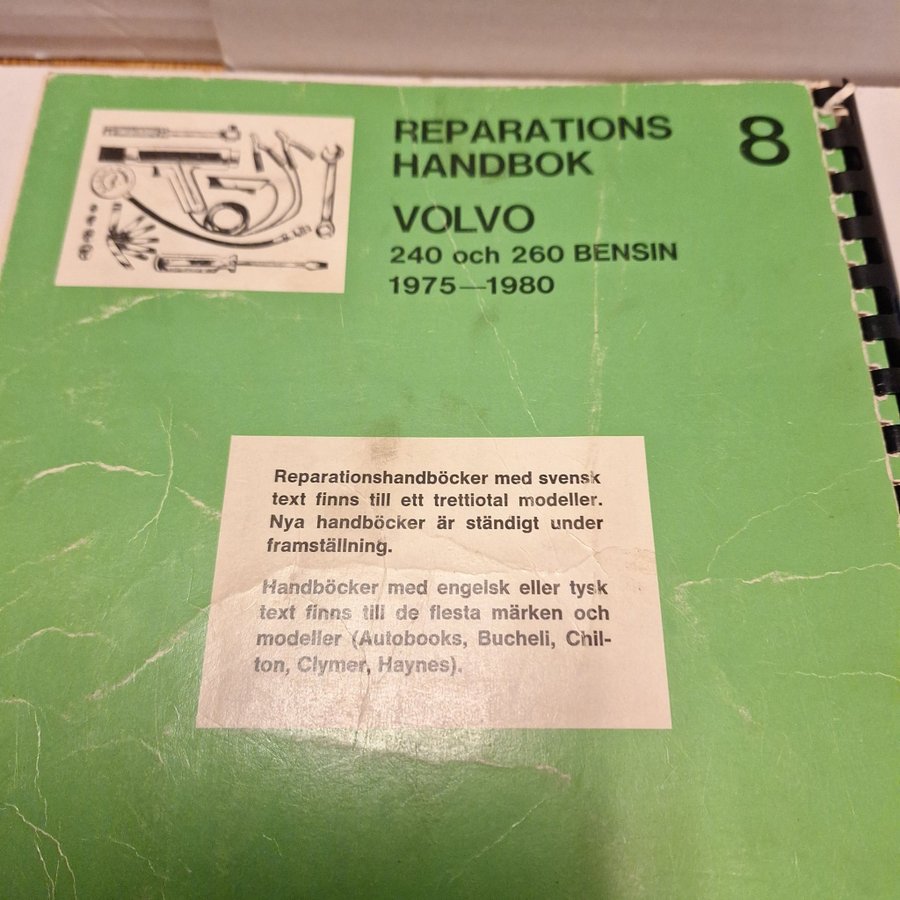 REPARATIONS
HANDBOK
8
VOLVO
240 och 260 BENSIN
1975—1980
Reparationshandböcker med svensk
text finns till ett trettiotal modeller.
Nya handböcker är ständigt under
framställning.
Handböcker med engelsk eller tysk
text finns till de flesta märken och
modeller (Autobooks, Bucheli, Chil-
ton, Clymer, Haynes).